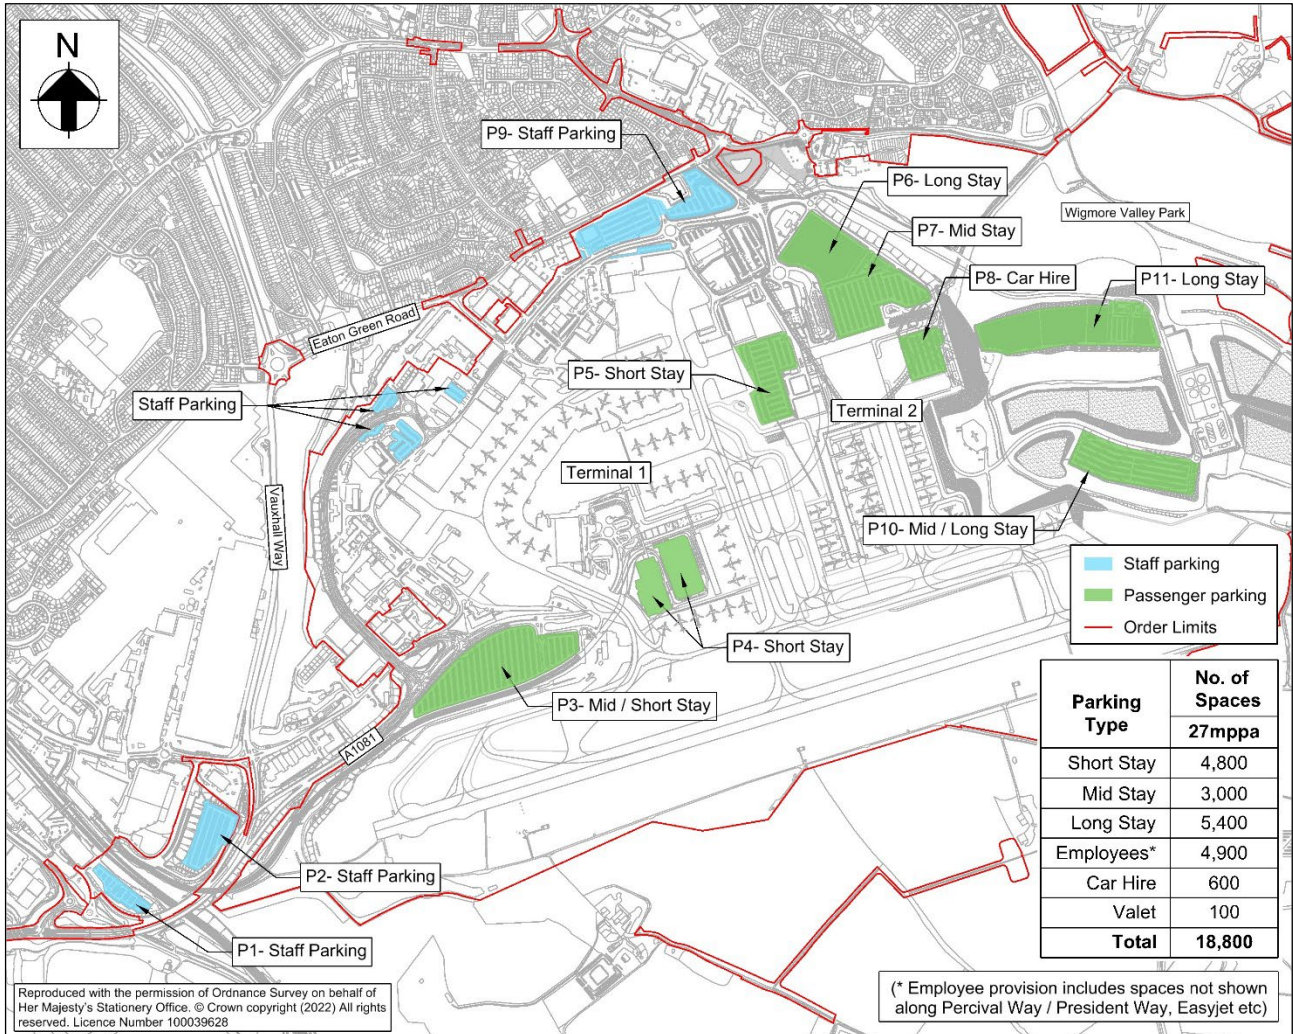 N
P9- Staff Parking
P6- Long Stay
Wigmore Valley Park
P7- Mid Stay
P8- Car Hire
P11- Long Stay
Eaton Green Road
P5- Short Stay
Staff Parking
Terminal 2
Terminal 1
Vauxhall Way
P10- Mid / Long Stay
P4- Short Stay
P3- Mid / Short Stay
A1081
P2- Staff Parking
P1- Staff Parking
Staff parking
Passenger parking
Order Limits
Parking Type No. of Spaces
27mppa
Short Stay 4,800
Mid Stay 3,000
Long Stay 5,400
Employees* 4,900
Car Hire 600
Valet 100
Total 18,800
(* Employee provision includes spaces not shown
along Percival Way / President Way, Easyjet etc)
Reproduced with the permission of Ordnance Survey on behalf of
Her Majesty's Stationery Office. © Crown copyright (2022) All rights
reserved. Licence Number 100039628